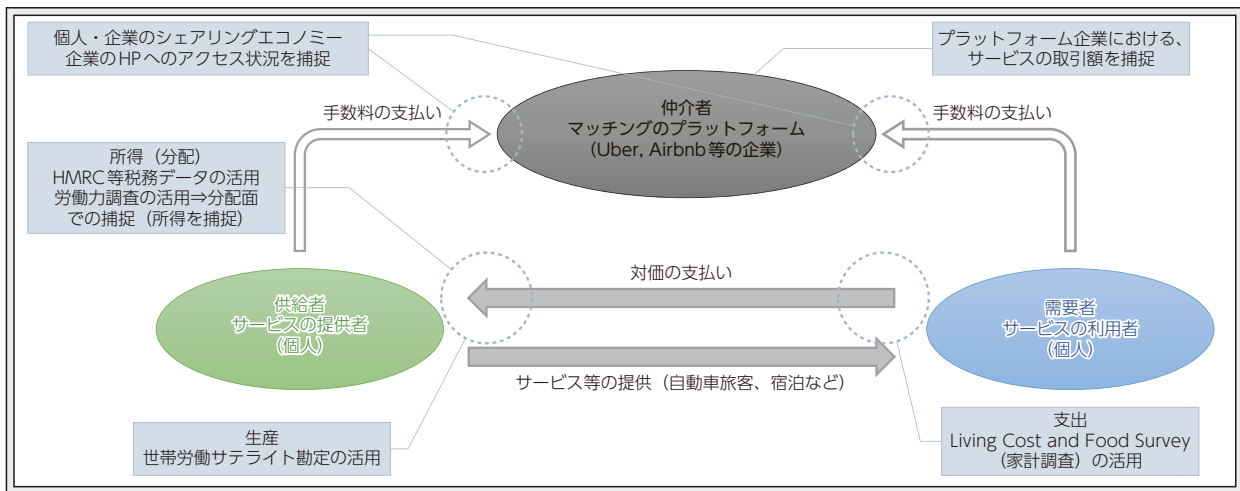 個人・企業のシェアリングエコノミー
企業のHPへのアクセス状況を捕捉
プラットフォーム企業における、
サービスの取引額を捕捉
手数料の支払い
仲介者
マッチングのプラットフォーム
（Uber, Airbnb等の企業）
手数料の支払い
所得（分配）
HMRC等税務データの活用
労働力調査の活用⇒分配面
での捕捉（所得を捕捉）
対価の支払い
供給者
サービスの提供者
（個人）
需要者
サービスの利用者
（個人）
サービス等の提供（自動車旅客、宿泊など）
生産
世帯労働サテライト勘定の活用
支出
Living Cost and Food Survey
（家計調査）の活用